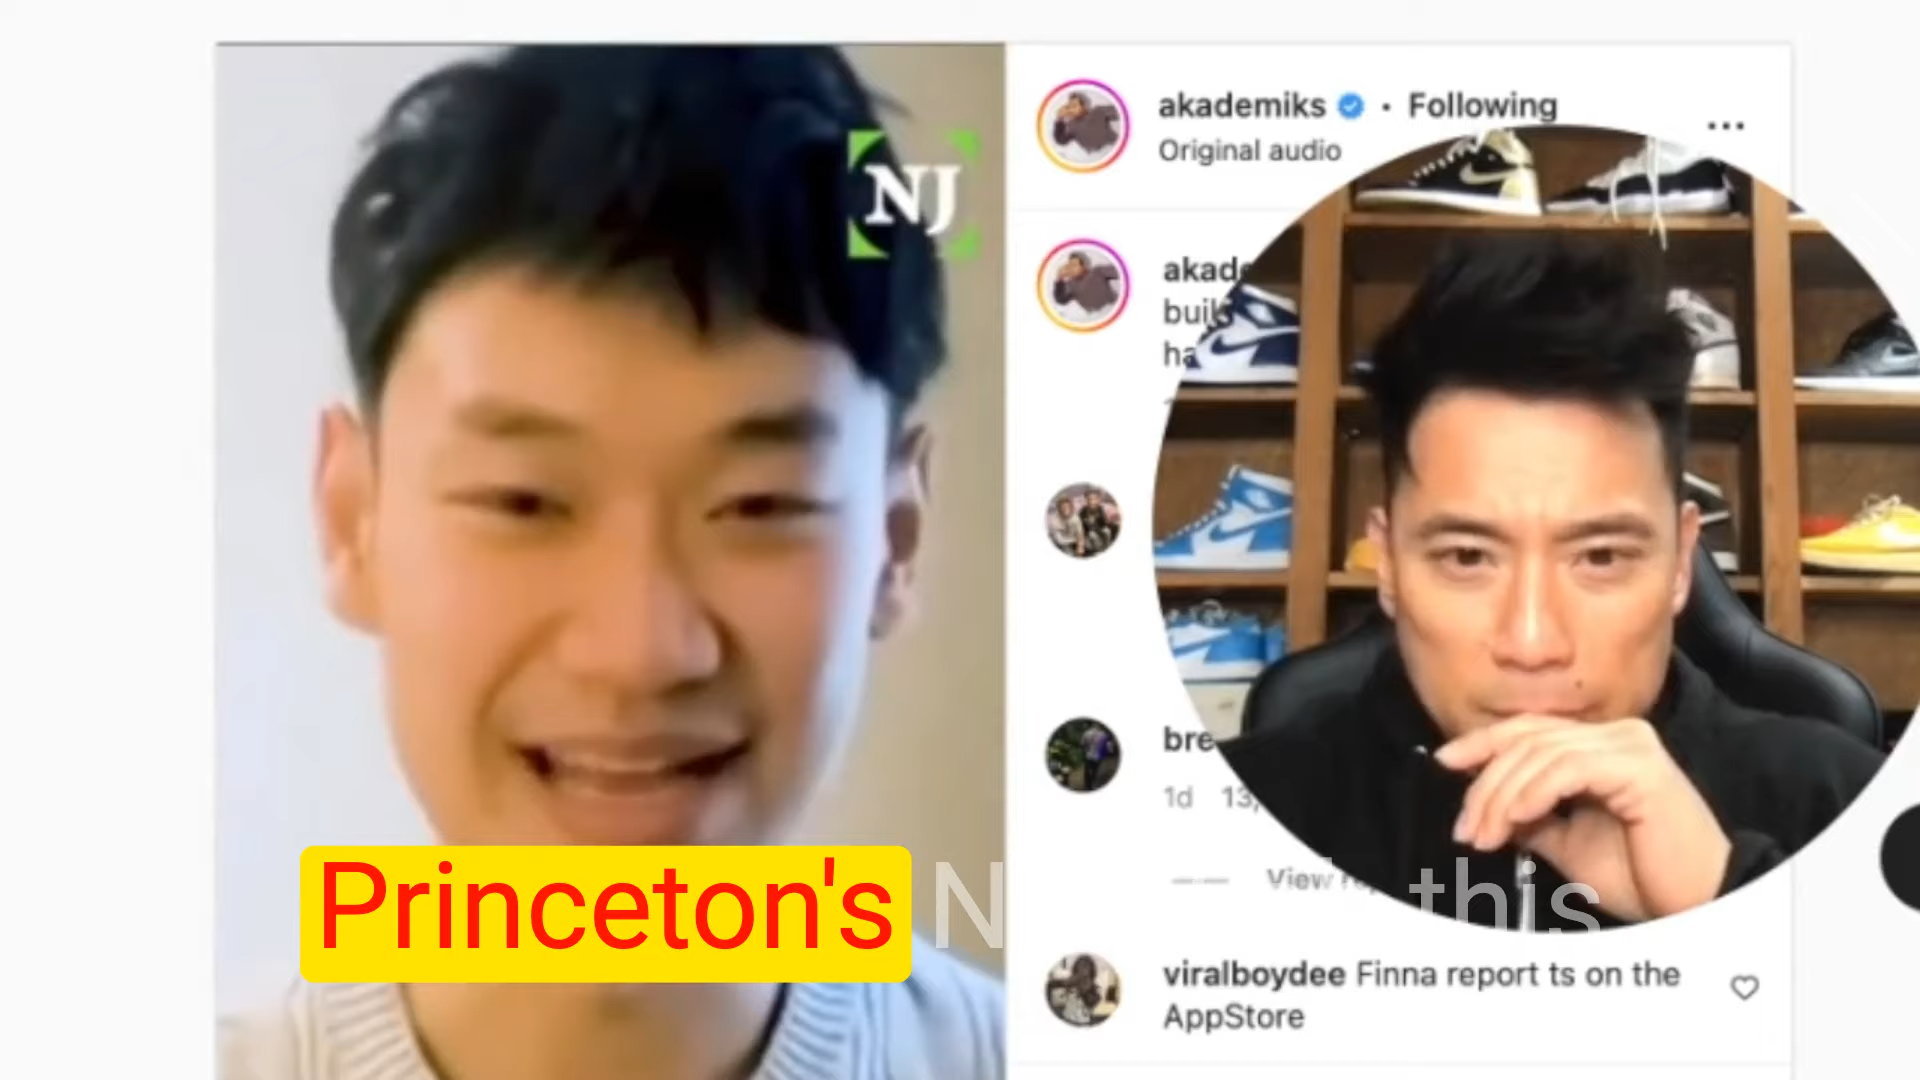 NJ
akademiks • Following
...
Original audio
akad
buil
ha
bre
1d 13,
View
Princeton's N this
viralboydee Finna report ts on the
AppStore